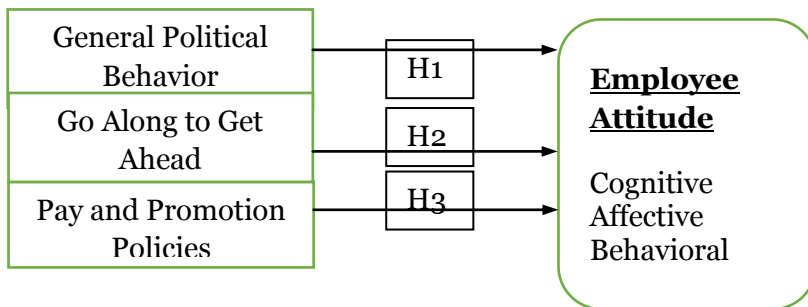 General Political
Behavior
H1
Go Along to Get
Ahead
H2
Pay and Promotion
Policies
H3
Employee
Attitude
Cognitive
Affective
Behavioral